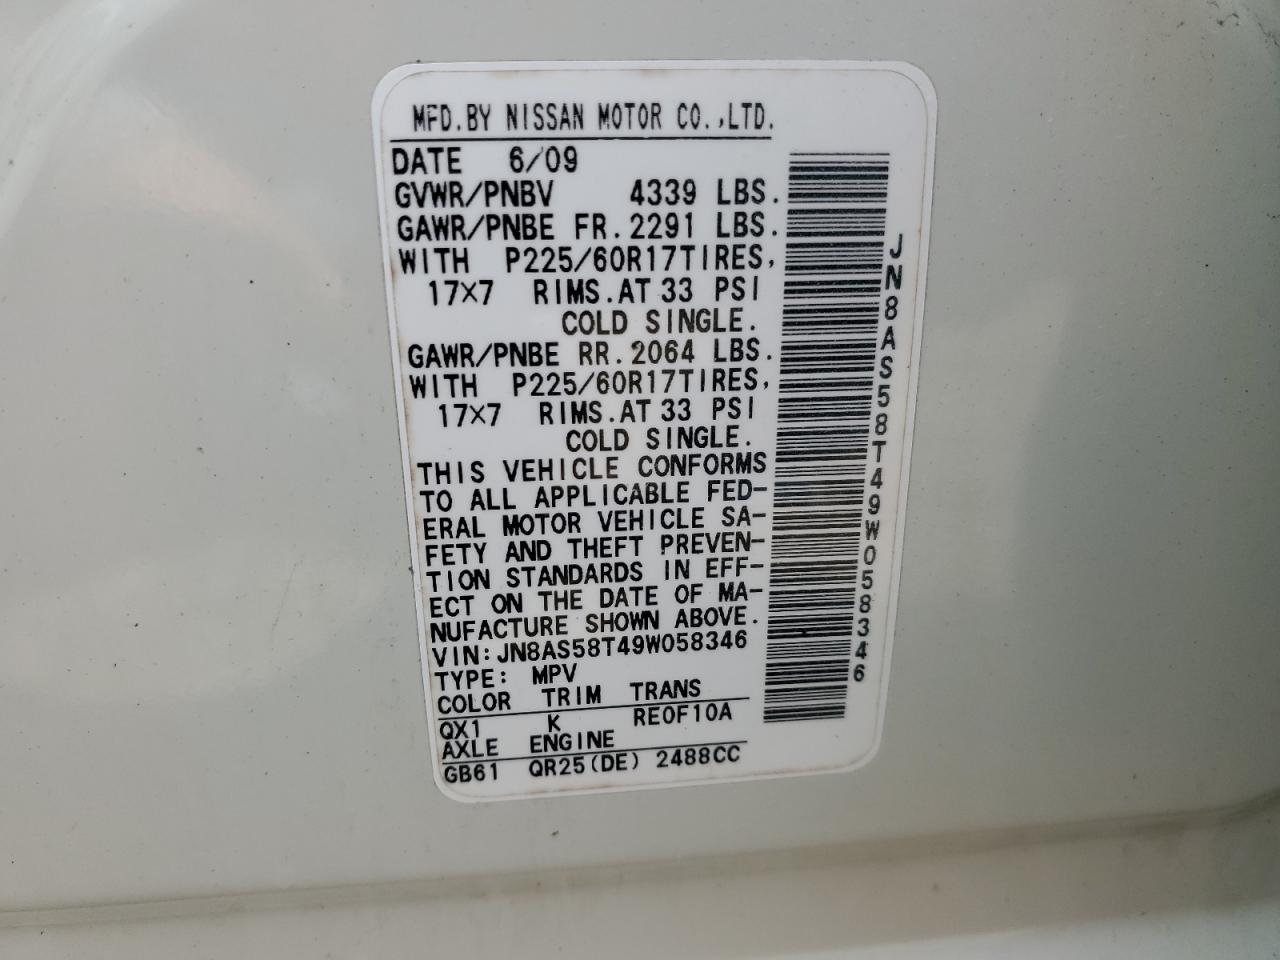 MFD.BY NISSAN MOTOR CO.,LTD.
DATE 6/09
GVWR/PNBV 4339 LBS.
GAWR/PNBE FR.2291 LBS.
WITH P225/60R17TIRES,
17×7 RIMS.AT 33 PSI
COLD SINGLE.
GAWR/PNBE RR.2064 LBS.
WITH P225/60R17TIRES,
17×7 RIMS.AT 33 PSI
COLD SINGLE.
THIS VEHICLE CONFORMS
TO ALL APPLICABLE FED-
ERAL MOTOR VEHICLE SA-
FETY AND THEFT PREVEN-
TION STANDARDS IN EFF-
ECT ON THE DATE OF MA-
NUFACTURE SHOWN ABOVE.
VIN:JN8AS58T49W058346
TYPE: MPV
COLOR TRIM TRANS
QX1 K RE0F10A
AXLE ENGINE
GB61 QR25(DE) 2488CC
JN8AS58T49W058346